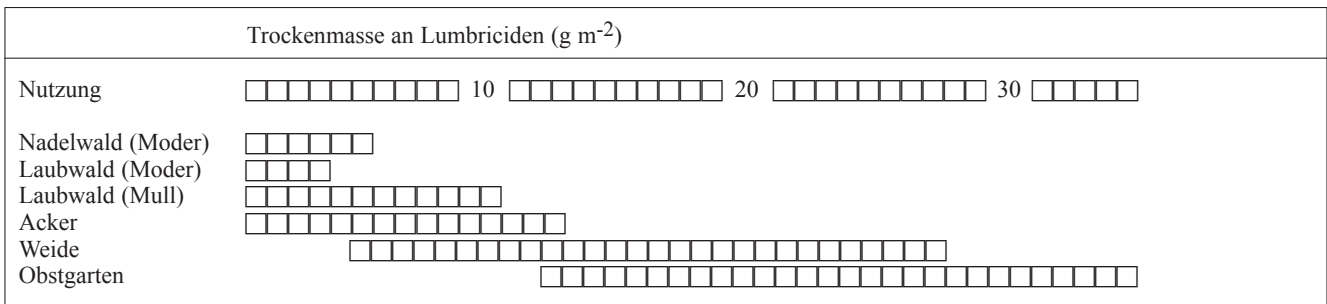 Trockenmasse an Lumbriciden (g m-2)
Nutzung 10 20 30
Nadelwald (Moder)
Laubwald (Moder)
Laubwald (Mull)
Acker
Weide
Obstgarten